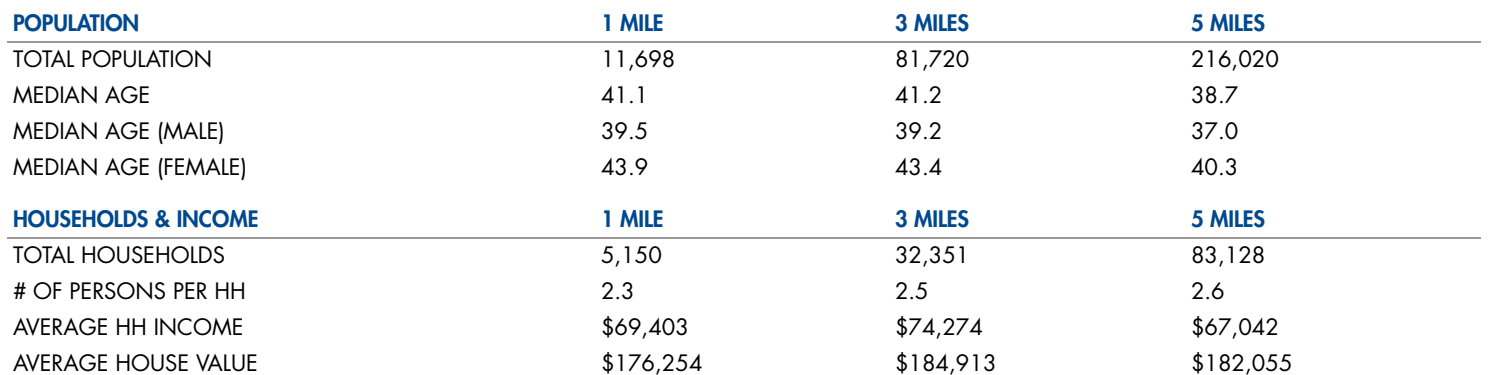 POPULATION 1 MILE 3 MILES 5 MILES
TOTAL POPULATION 11,698 81,720 216,020
MEDIAN AGE 41.1 41.2 38.7
MEDIAN AGE (MALE) 39.5 39.2 37.0
MEDIAN AGE (FEMALE) 43.9 43.4 40.3
HOUSEHOLDS & INCOME 1 MILE 3 MILES 5 MILES
TOTAL HOUSEHOLDS 5,150 32,351 83,128
# OF PERSONS PER HH 2.3 2.5 2.6
AVERAGE HH INCOME $69,403 $74,274 $67,042
AVERAGE HOUSE VALUE $176,254 $184,913 $182,055